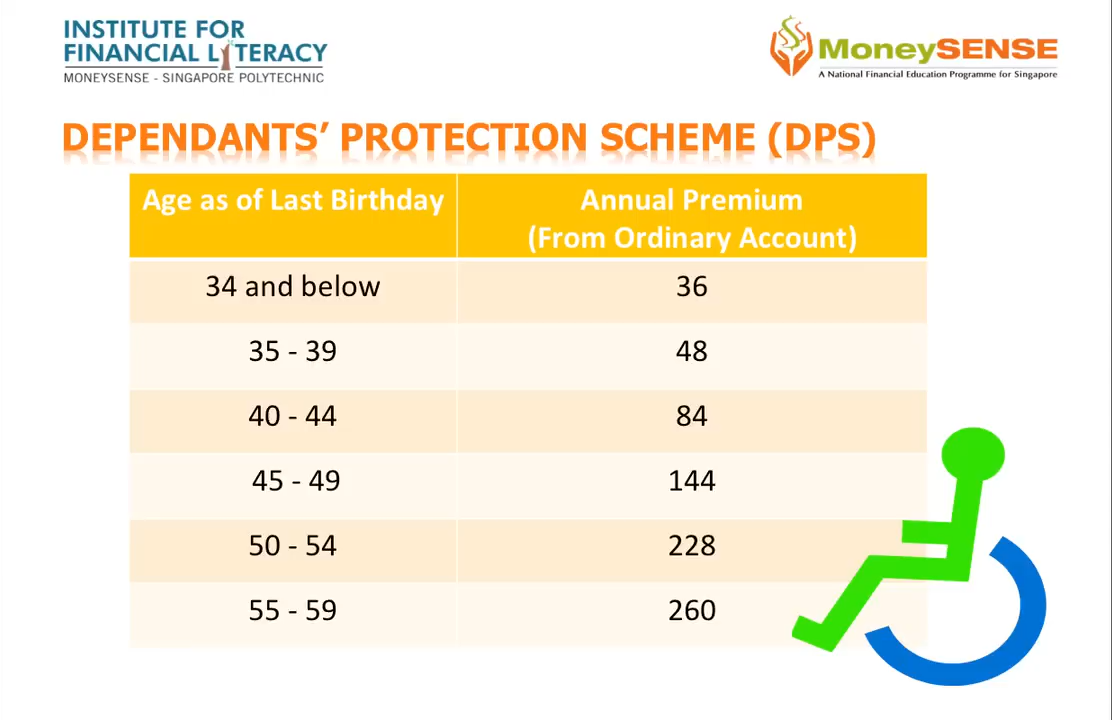 INSTITUTE FOR
FINANCIAL LITERACY
MONEYSENSE - SINGAPORE POLYTECHNIC
MoneySENSE
A National Financial Education Programme for Singapore
DEPENDANTS’ PROTECTION SCHEME (DPS)
Age as of Last Birthday
Annual Premium
(From Ordinary Account)
34 and below
36
35 - 39
48
40 - 44
84
45 - 49
144
50 - 54
228
55 - 59
260